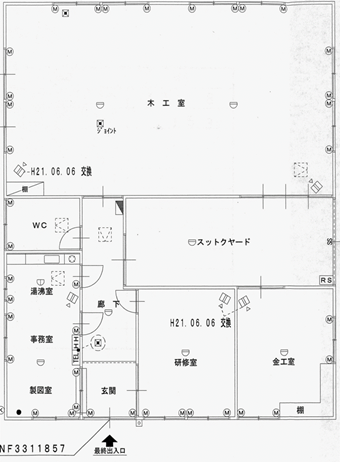 木工室
ジョイント
H21.06.06 交換
棚
WC
スットクヤード
SS
RS
湯沸室
廊下
H21.06.06 交換
事務室
研修室
金工室
TEL
H
H
製図室
玄関
棚
NF3311857
最終出入口